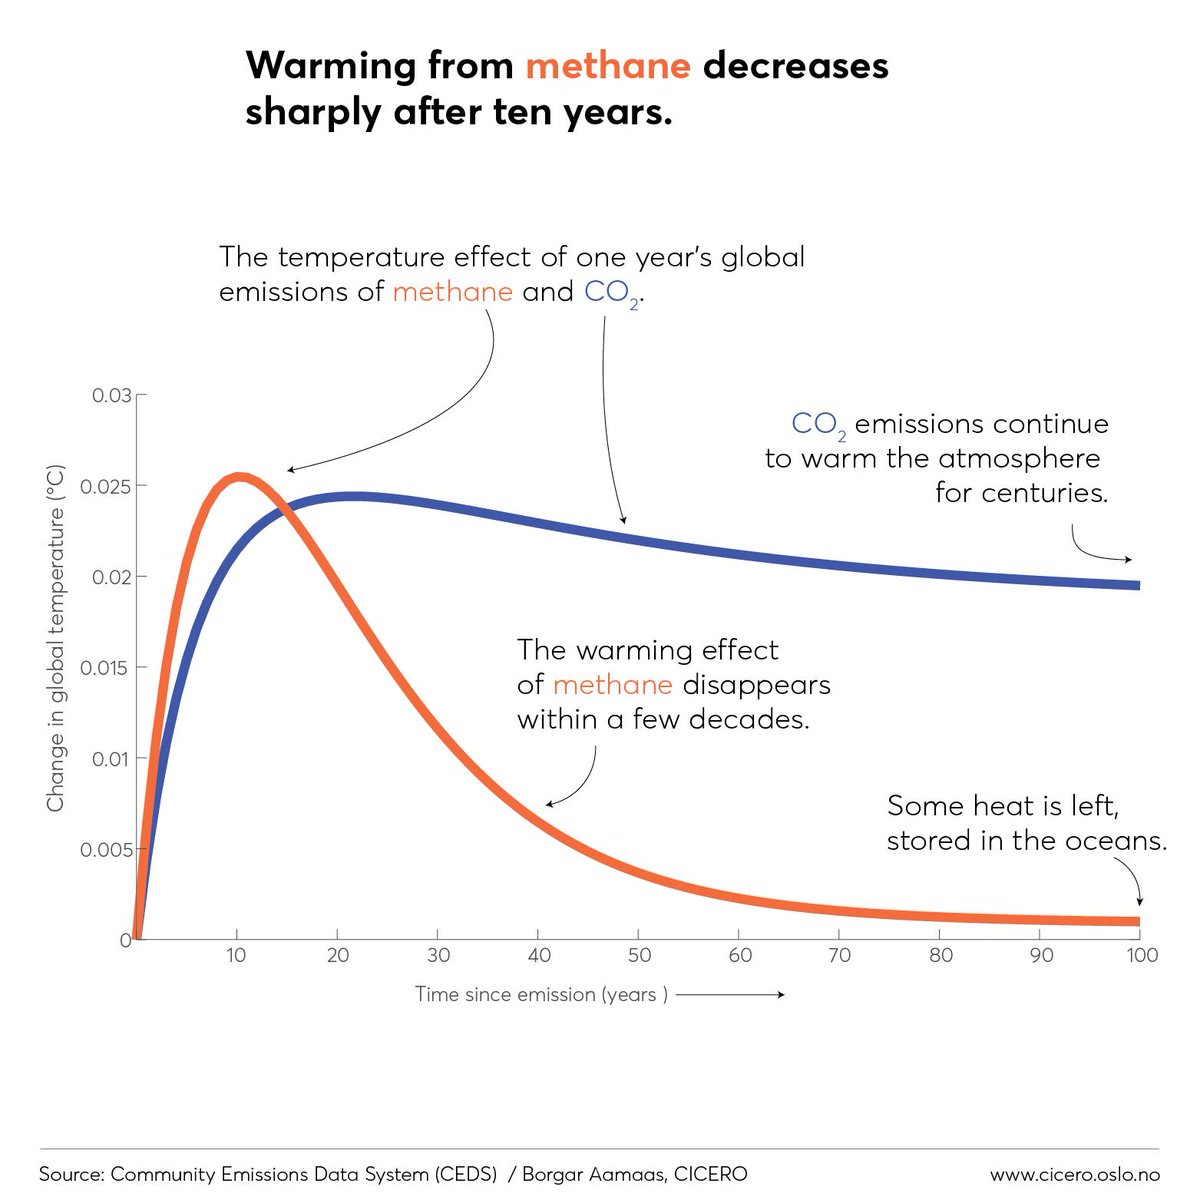 Warming from methane decreases
sharply after ten years.
The temperature effect of one year's global
emissions of methane and CO2.
CO2 emissions continue
to warm the atmosphere
for centuries.
The warming effect
of methane disappears
within a few decades.
Some heat is left,
stored in the oceans.
Change in global temperature (°C)
0.03
0.025
0.02
0.015
0.01
0.005
0
10 20 30 40 50 60 70 80 90 100
Time since emission (years )
Source: Community Emissions Data System (CEDS) / Borgar Aamaas, CICERO
www.cicero.oslo.no